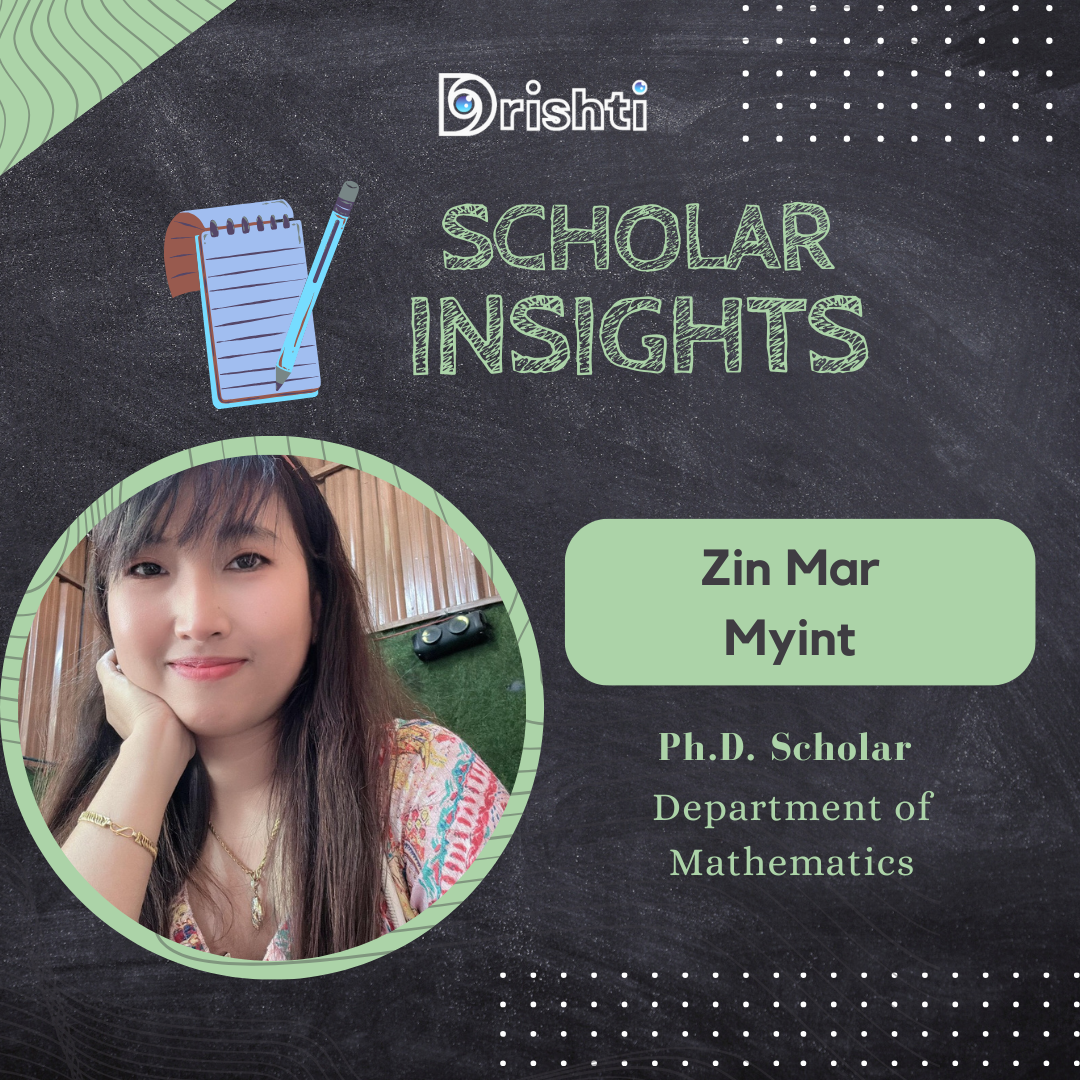 Drishti
SCHOLAR
INSIGHTS
Zin Mar
Myint
Ph.D. Scholar
Department of
Mathematics